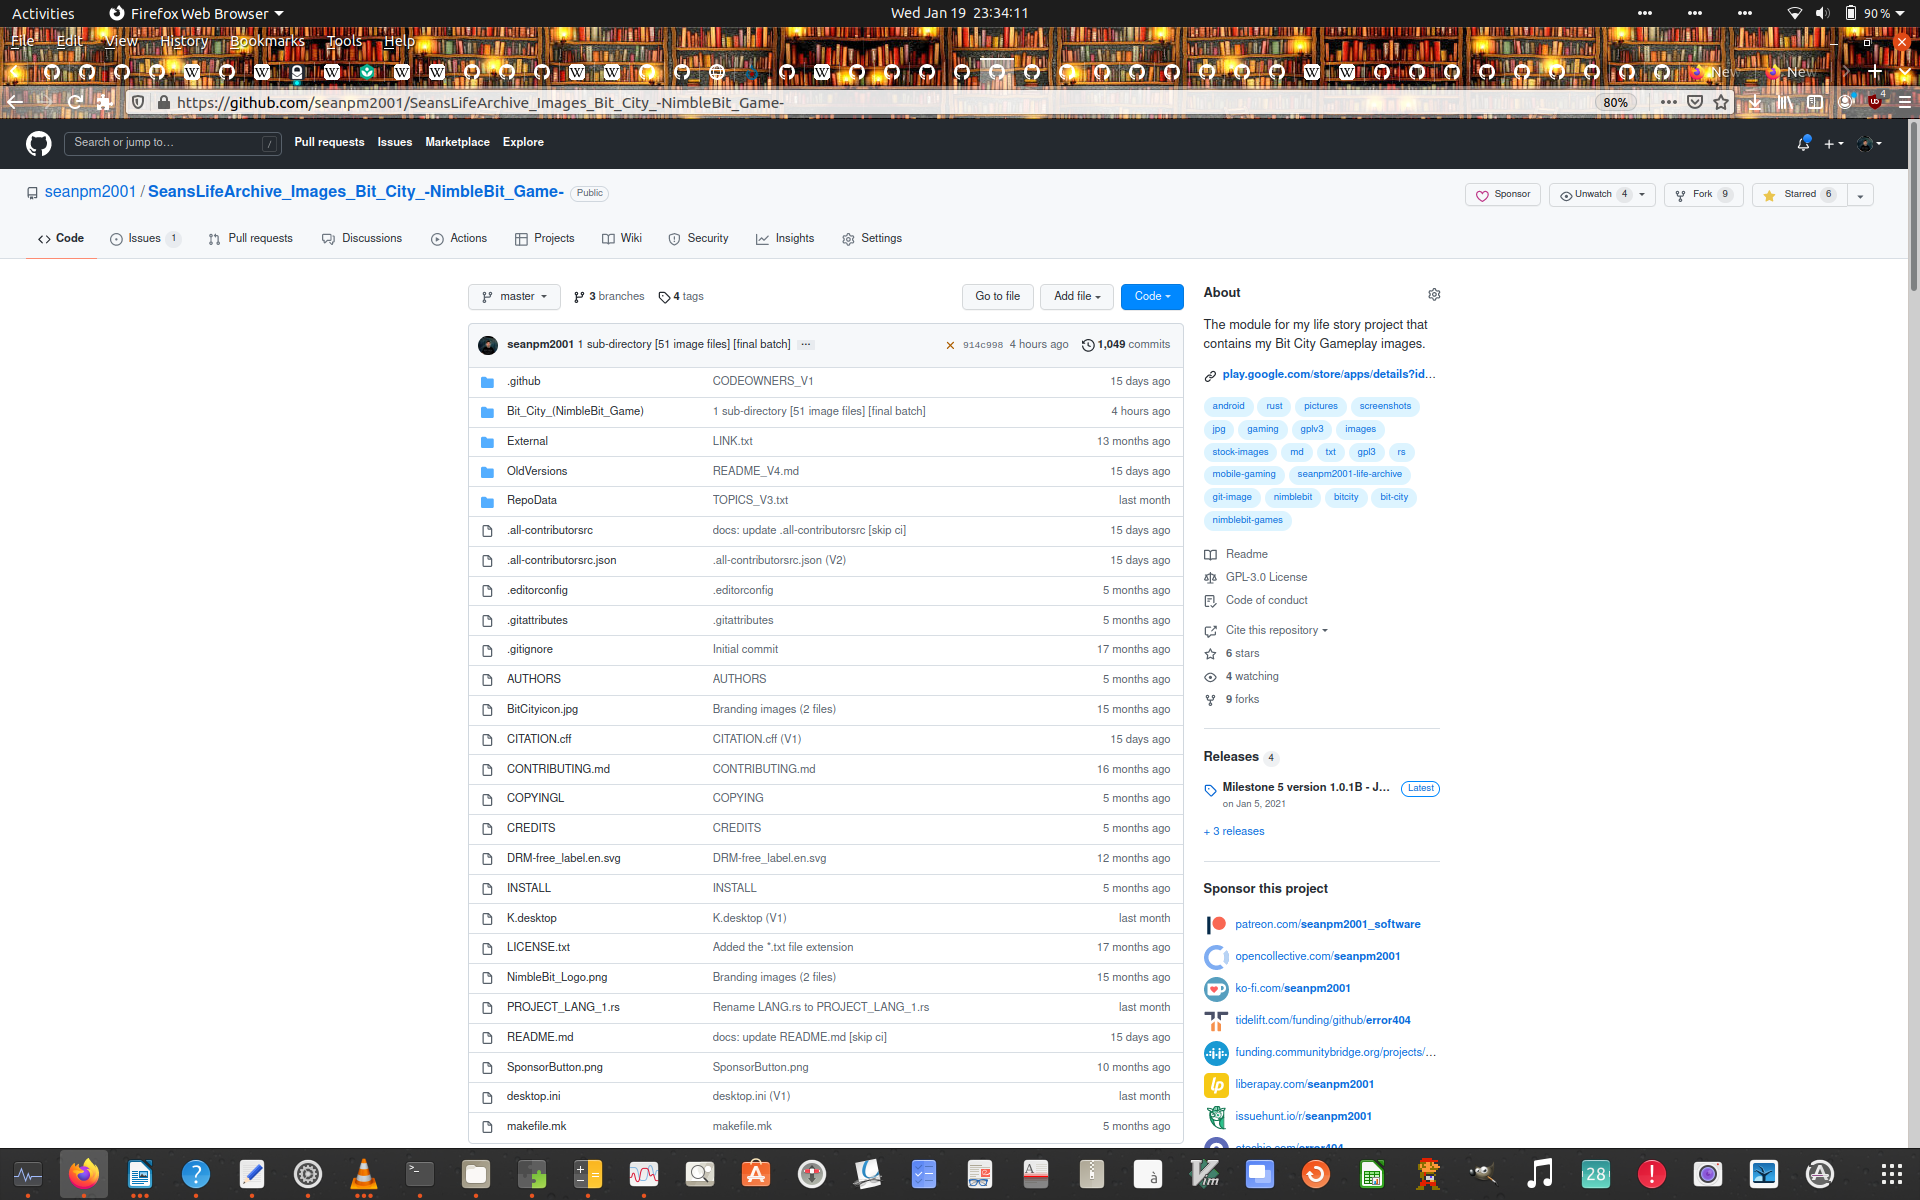 Activities Firefox Web Browser Wed Jan 19 23:34:11 90 %
File Edit View History Bookmarks Tools Help
New New
https://github.com/seanpm2001/SeansLifeArchive_Images_Bit_City_-NimbleBit_Game- 80% 4
Search or jump to… / Pull requests Issues Marketplace Explore
seanpm2001 / SeansLifeArchive_Images_Bit_City_-NimbleBit_Game- Public Sponsor Unwatch 4 Fork 9 Starred 6
Code Issues 1 Pull requests Discussions Actions Projects Wiki Security Insights Settings
master 3 branches 4 tags Go to file Add file Code
seanpm2001 1 sub-directory [51 image files] [final batch] ... 914c998 4 hours ago 1,049 commits
.github CODEOWNERS_V1 15 days ago
Bit_City_(NimbleBit_Game) 1 sub-directory [51 image files] [final batch] 4 hours ago
External LINK.txt 13 months ago
OldVersions README_V4.md 15 days ago
RepoData TOPICS_V3.txt last month
.all-contributorsrc docs: update .all-contributorsrc [skip ci] 15 days ago
.all-contributorsrc.json .all-contributorsrc.json (V2) 15 days ago
.editorconfig .editorconfig 5 months ago
.gitattributes .gitattributes 5 months ago
.gitignore Initial commit 17 months ago
AUTHORS AUTHORS 5 months ago
BitCityicon.jpg Branding images (2 files) 15 months ago
CITATION.cff CITATION.cff (V1) 15 days ago
CONTRIBUTING.md CONTRIBUTING.md 16 months ago
COPYINGL COPYING 5 months ago
CREDITS CREDITS 5 months ago
DRM-free_label.en.svg DRM-free_label.en.svg 12 months ago
INSTALL INSTALL 5 months ago
K.desktop K.desktop (V1) last month
LICENSE.txt Added the *.txt file extension 17 months ago
NimbleBit_Logo.png Branding images (2 files) 15 months ago
PROJECT_LANG_1.rs Rename LANG.rs to PROJECT_LANG_1.rs last month
README.md docs: update README.md [skip ci] 15 days ago
SponsorButton.png SponsorButton.png 10 months ago
desktop.ini desktop.ini (V1) last month
makefile.mk makefile.mk 5 months ago
About
The module for my life story project that
contains my Bit City Gameplay images.
play.google.com/store/apps/details?id…
android rust pictures screenshots
jpg gaming gplv3 images
stock-images md txt gpl3 rs
mobile-gaming seanpm2001-life-archive
git-image nimblebit bitcity bit-city
nimblebit-games
Readme
GPL-3.0 License
Code of conduct
Cite this repository
6 stars
4 watching
9 forks
Releases 4
Milestone 5 version 1.0.1B - J… Latest
on Jan 5, 2021
+ 3 releases
Sponsor this project
patreon.com/seanpm2001_software
opencollective.com/seanpm2001
ko-fi.com/seanpm2001
tidelift.com/funding/github/error404
funding.communitybridge.org/projects/…
liberapay.com/seanpm2001
issuehunt.io/r/seanpm2001
28